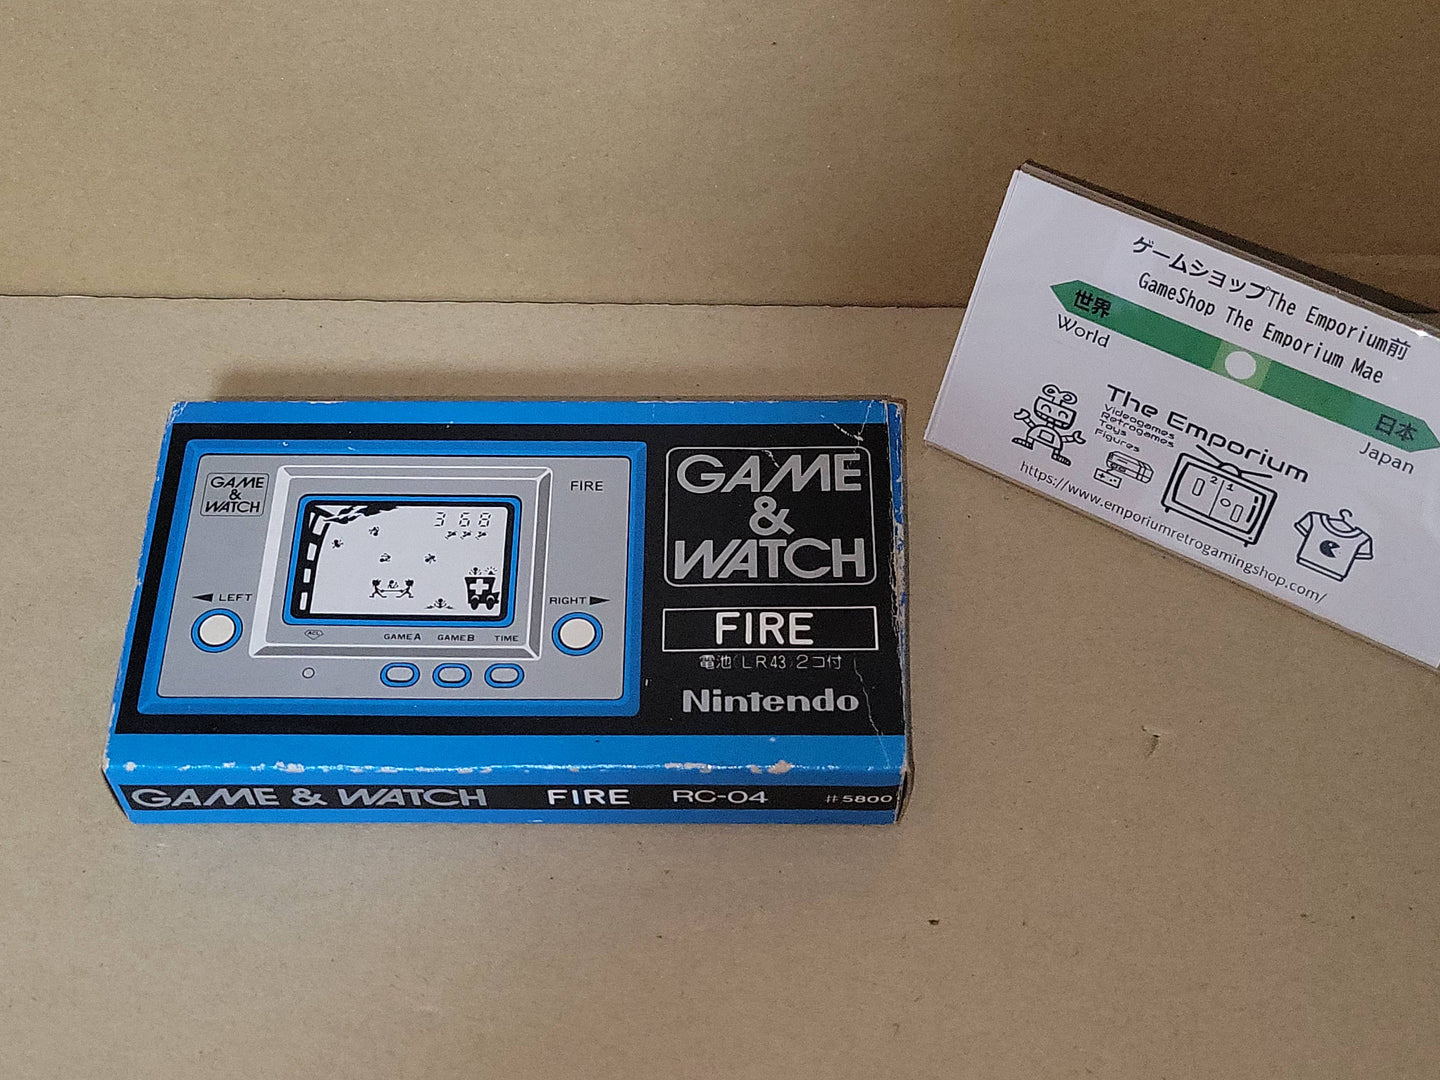 GAME
&
WATCH
FIRE
368
◀ LEFT
RIGHT ▶
ACL
GAME A GAME B TIME
GAME
&
WATCH
FIRE
電池(LR43)2コ付
Nintendo
GAME & WATCH FIRE RC-04 #5800
ゲームショップThe Emporium前
GameShop The Emporium Mae
世界
World
日本
Japan
The Emporium
Videogames
Retrogames
Toys
Figures
2 1
https://www.emporiumretrogamingshop.com/